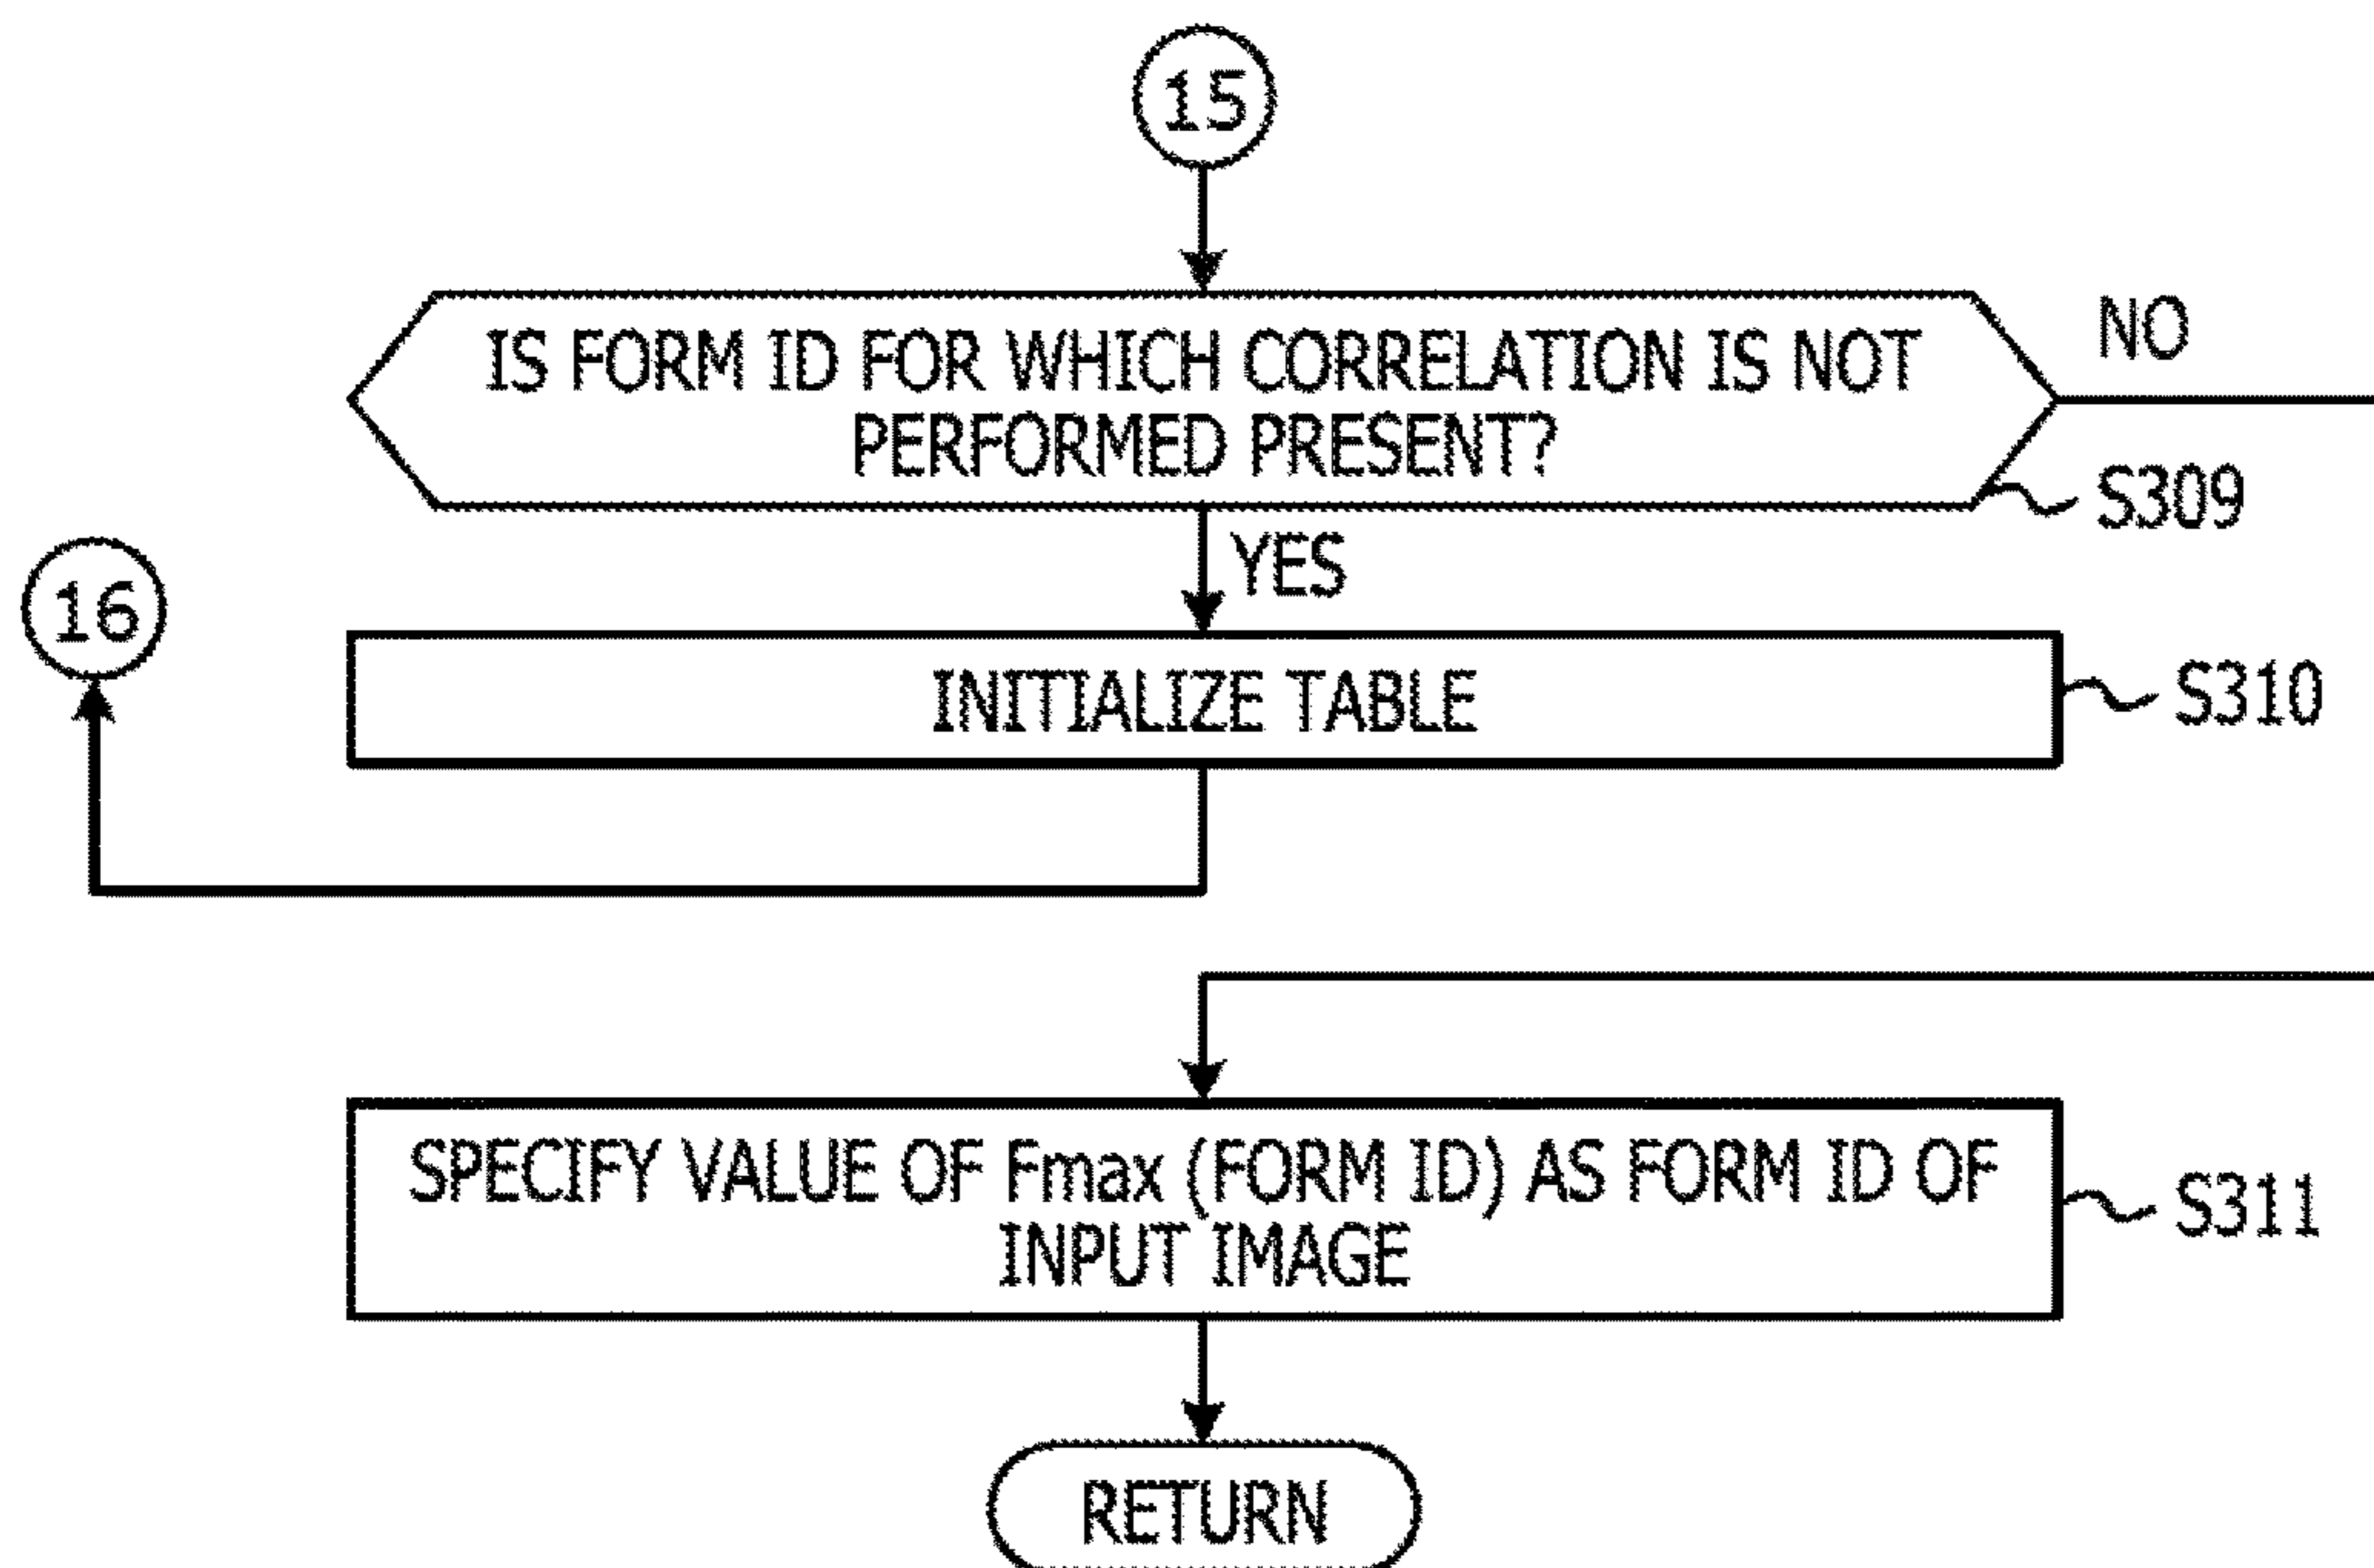 15
IS FORM ID FOR WHICH CORRELATION IS NOT
PERFORMED PRESENT?
NO
S309
YES
16
INITIALIZE TABLE
S310
SPECIFY VALUE OF Fmax (FORM ID) AS FORM ID OF
INPUT IMAGE
S311
RETURN